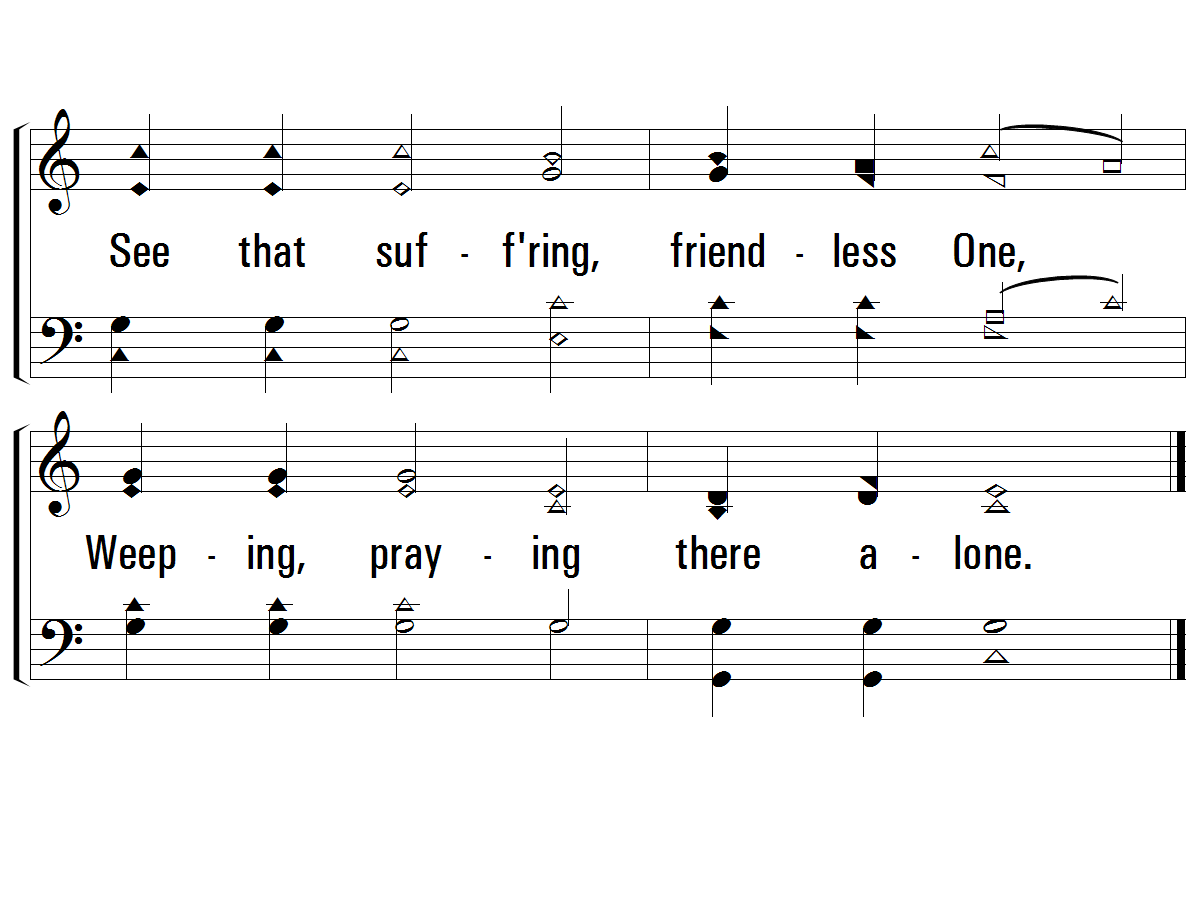 See that suf - f'ring, friend - less One,
Weep - ing, pray - ing there a - lone.